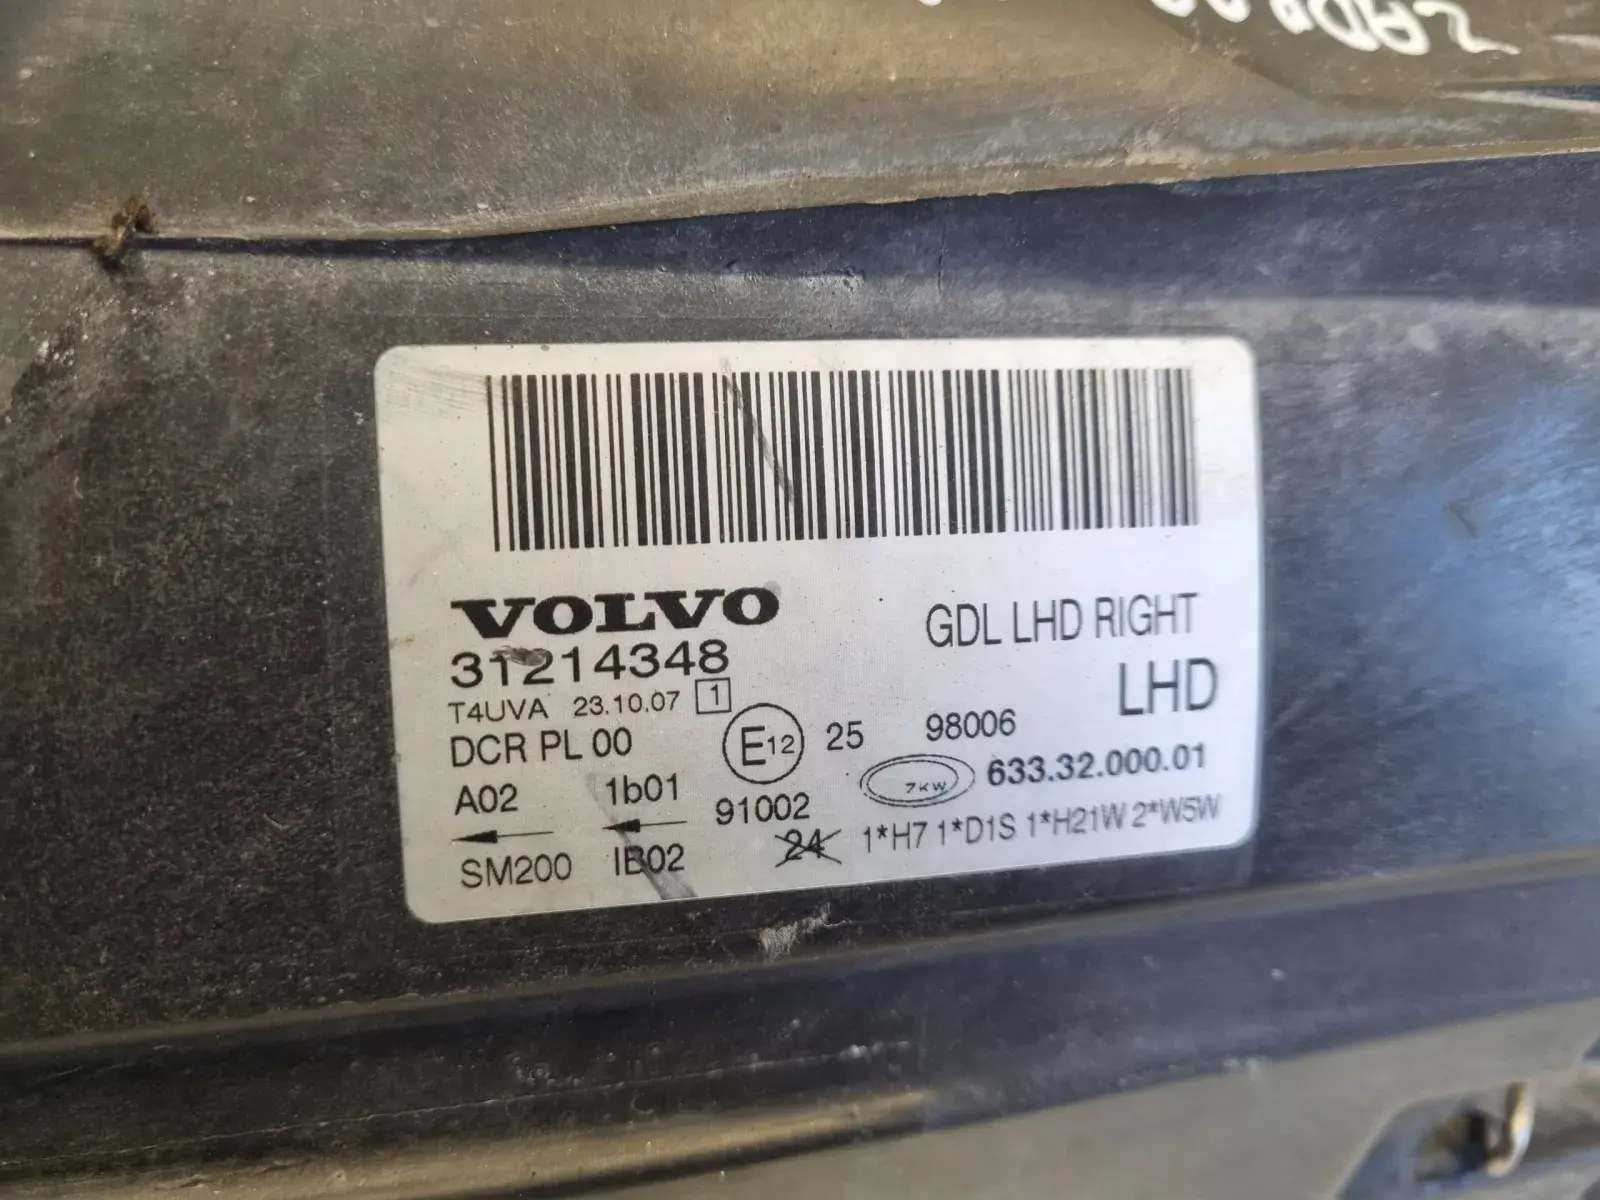 VOLVO
31214348
T4UVA 23.10.07 1
DCR PL 00
A02 1b01
SM200 IB02
E12 25
91002
24
GDL LHD RIGHT
LHD
98006
ZKW 633.32.000.01
1*H7 1*D1S 1*H21W 2*W5W